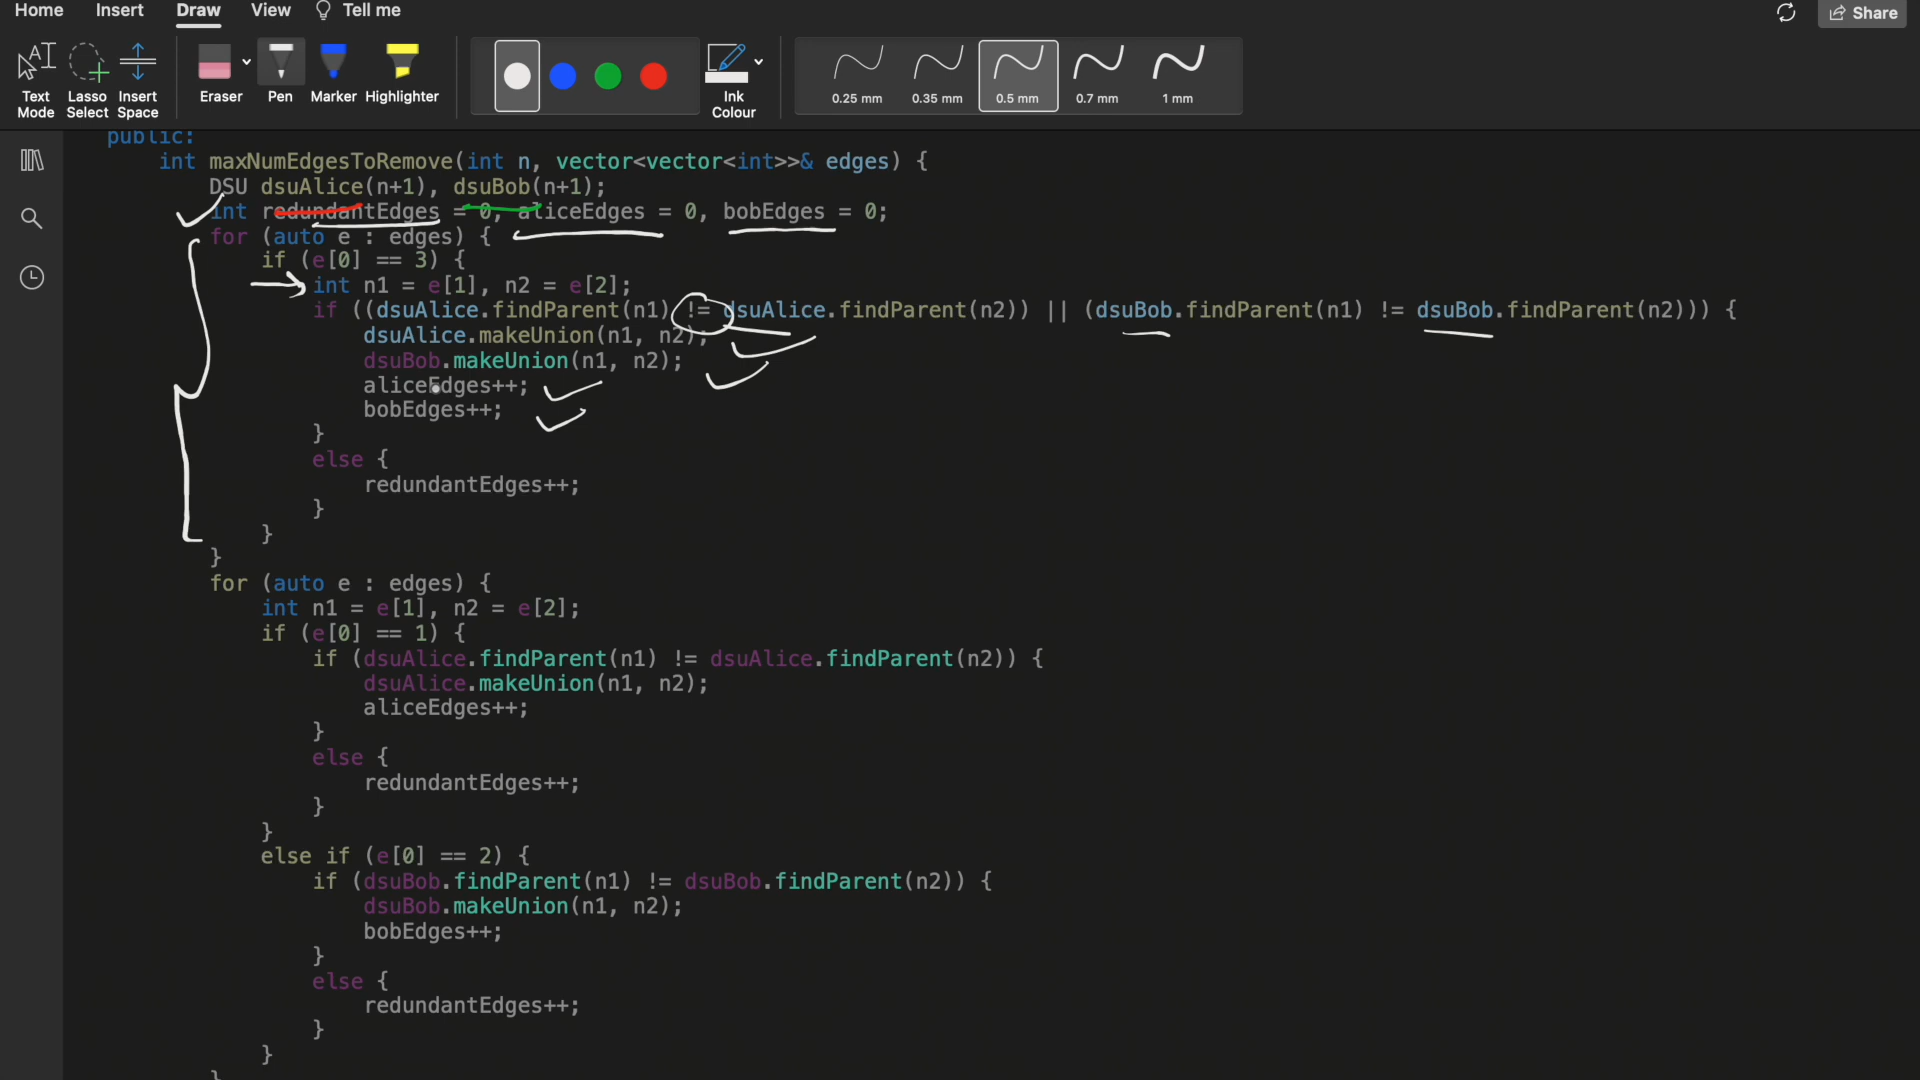 Home Insert Draw View Tell me Share
Text Mode Lasso Select Insert Space Eraser Pen Marker Highlighter Ink Colour 0.25 mm 0.35 mm 0.5 mm 0.7 mm 1 mm
public:
int maxNumEdgesToRemove(int n, vector<vector<int>>& edges) {
DSU dsuAlice(n+1), dsuBob(n+1);
int redundantEdges = 0, aliceEdges = 0, bobEdges = 0;
for (auto e : edges) {
if (e[0] == 3) {
int n1 = e[1], n2 = e[2];
if ((dsuAlice.findParent(n1) != dsuAlice.findParent(n2)) || (dsuBob.findParent(n1) != dsuBob.findParent(n2))) {
dsuAlice.makeUnion(n1, n2);
dsuBob.makeUnion(n1, n2);
aliceEdges++;
bobEdges++;
}
else {
redundantEdges++;
}
}
}
for (auto e : edges) {
int n1 = e[1], n2 = e[2];
if (e[0] == 1) {
if (dsuAlice.findParent(n1) != dsuAlice.findParent(n2)) {
dsuAlice.makeUnion(n1, n2);
aliceEdges++;
}
else {
redundantEdges++;
}
}
else if (e[0] == 2) {
if (dsuBob.findParent(n1) != dsuBob.findParent(n2)) {
dsuBob.makeUnion(n1, n2);
bobEdges++;
}
else {
redundantEdges++;
}
}
}